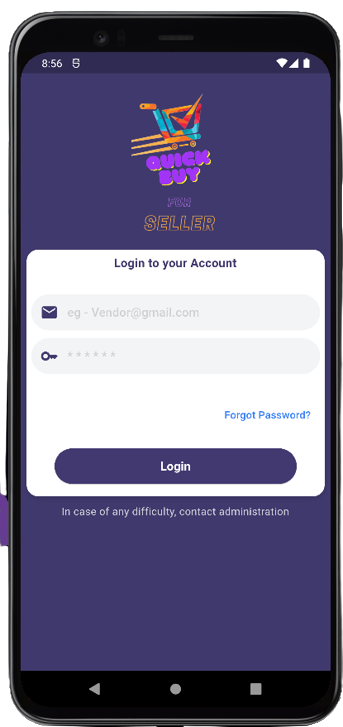 8:56
QUICK
BUY
FOR
SELLER
Login to your Account
eg - Vendor@gmail.com
******
Forgot Password?
Login
In case of any difficulty, contact administration